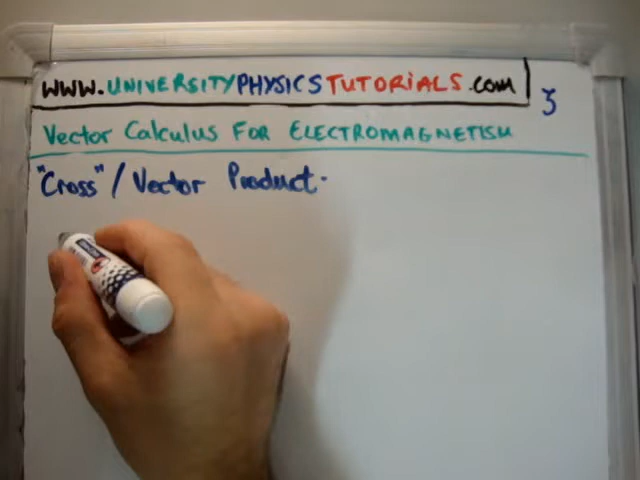 WWW.UNIVERSITYPHYSICSTUTORIALS.COM 3
Vector Calculus FOR ELECTROMAGNETISM
"Cross" / Vector Product.